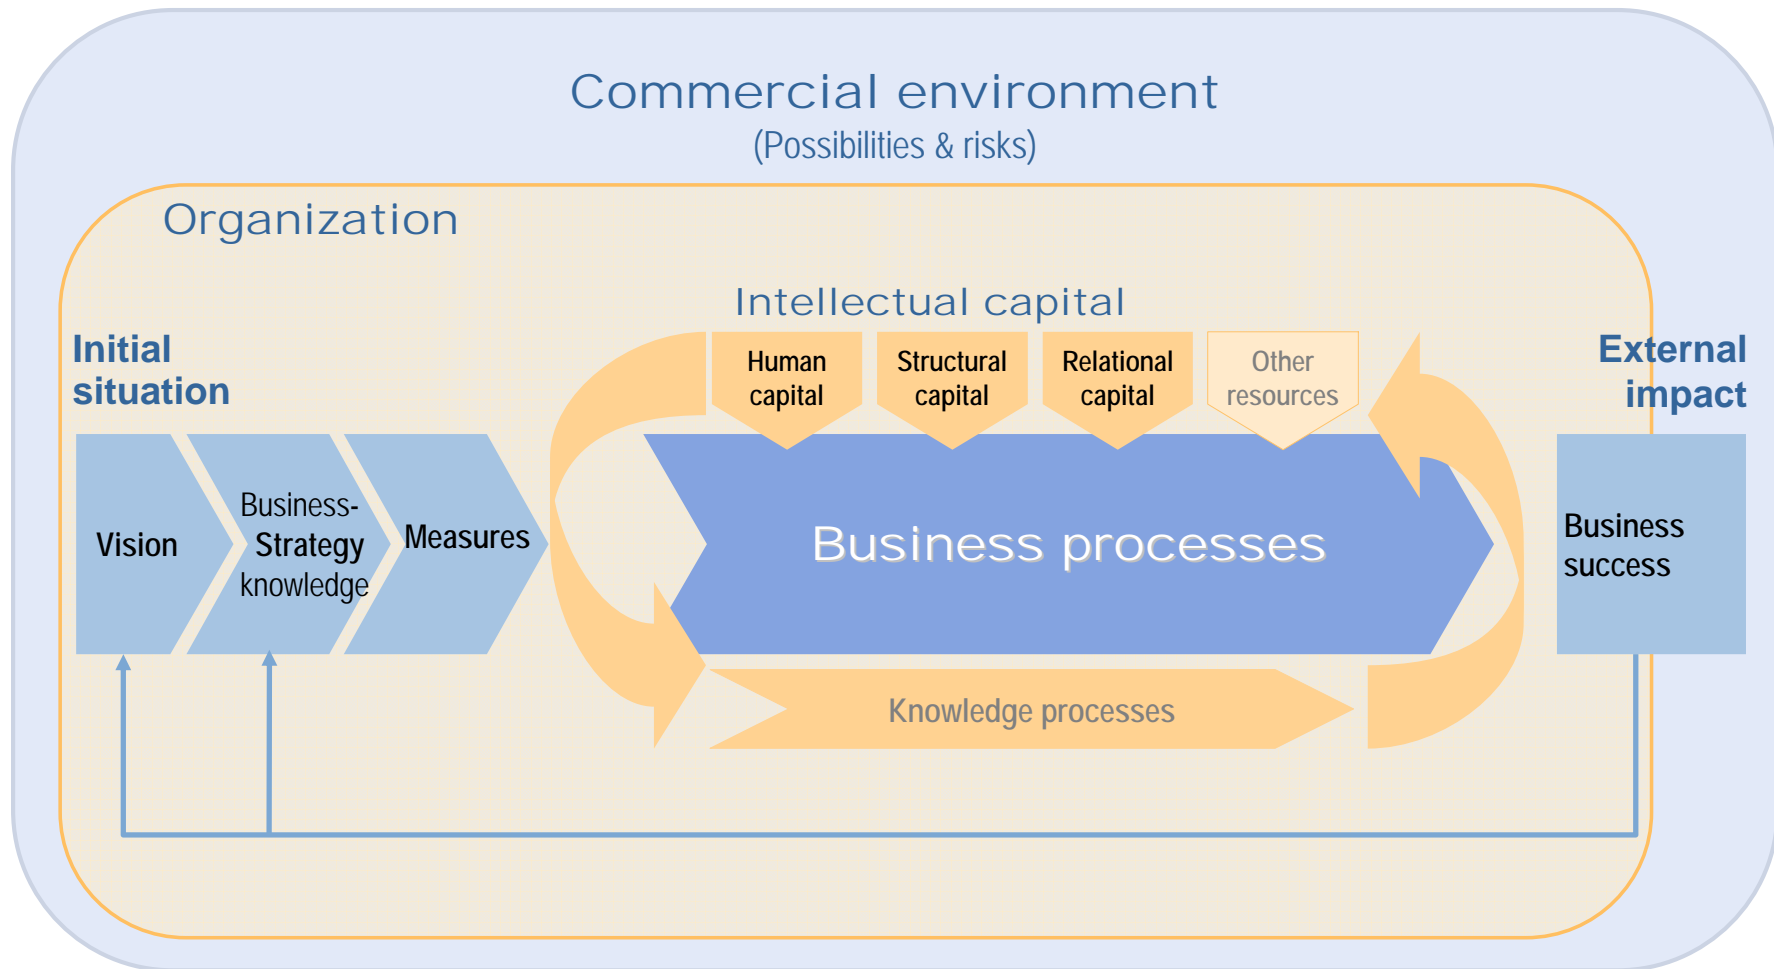 Commercial environment
(Possibilities & risks)
Organization
Intellectual capital
Initial
situation
Human
capital
Structural
capital
Relational
capital
Other
resources
External
impact
Vision
Business-
Strategy
knowledge
Measures
Business processes
Business
success
Knowledge processes